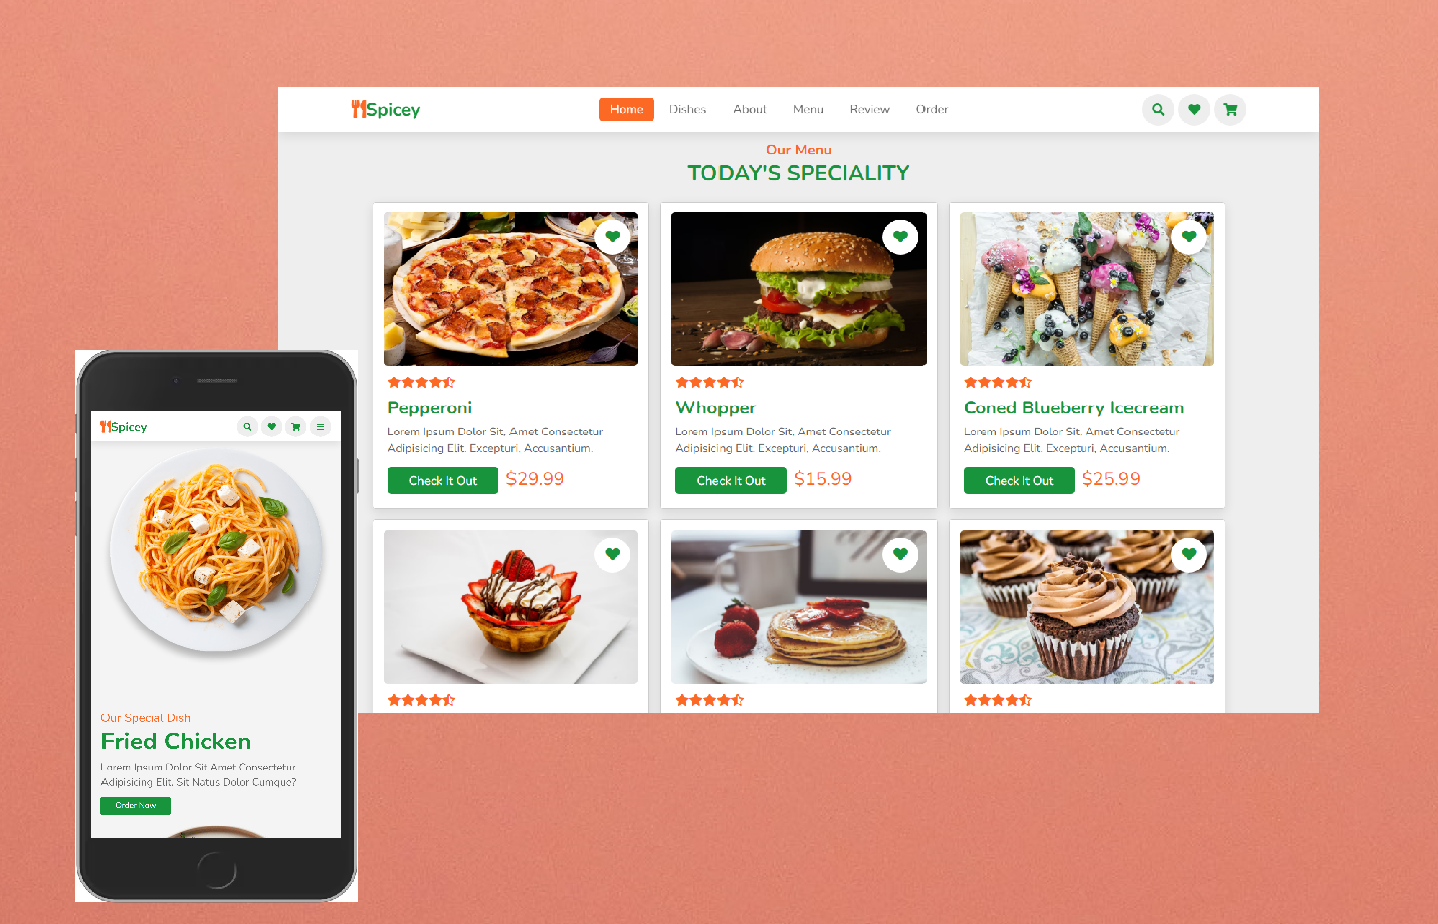 Spicey
Home Dishes About Menu Review Order
Our Menu
TODAY'S SPECIALITY
Pepperoni
Lorem Ipsum Dolor Sit, Amet Consectetur
Adipisicing Elit. Excepturi, Accusantium.
Check It Out $29.99
Whopper
Lorem Ipsum Dolor Sit, Amet Consectetur
Adipisicing Elit. Excepturi, Accusantium.
Check It Out $15.99
Coned Blueberry Icecream
Lorem Ipsum Dolor Sit, Amet Consectetur
Adipisicing Elit. Excepturi, Accusantium.
Check It Out $25.99
Spicey
Our Special Dish
Fried Chicken
Lorem Ipsum Dolor Sit Amet Consectetur
Adipisicing Elit. Sit Natus Dolor Cumque?
Order Now